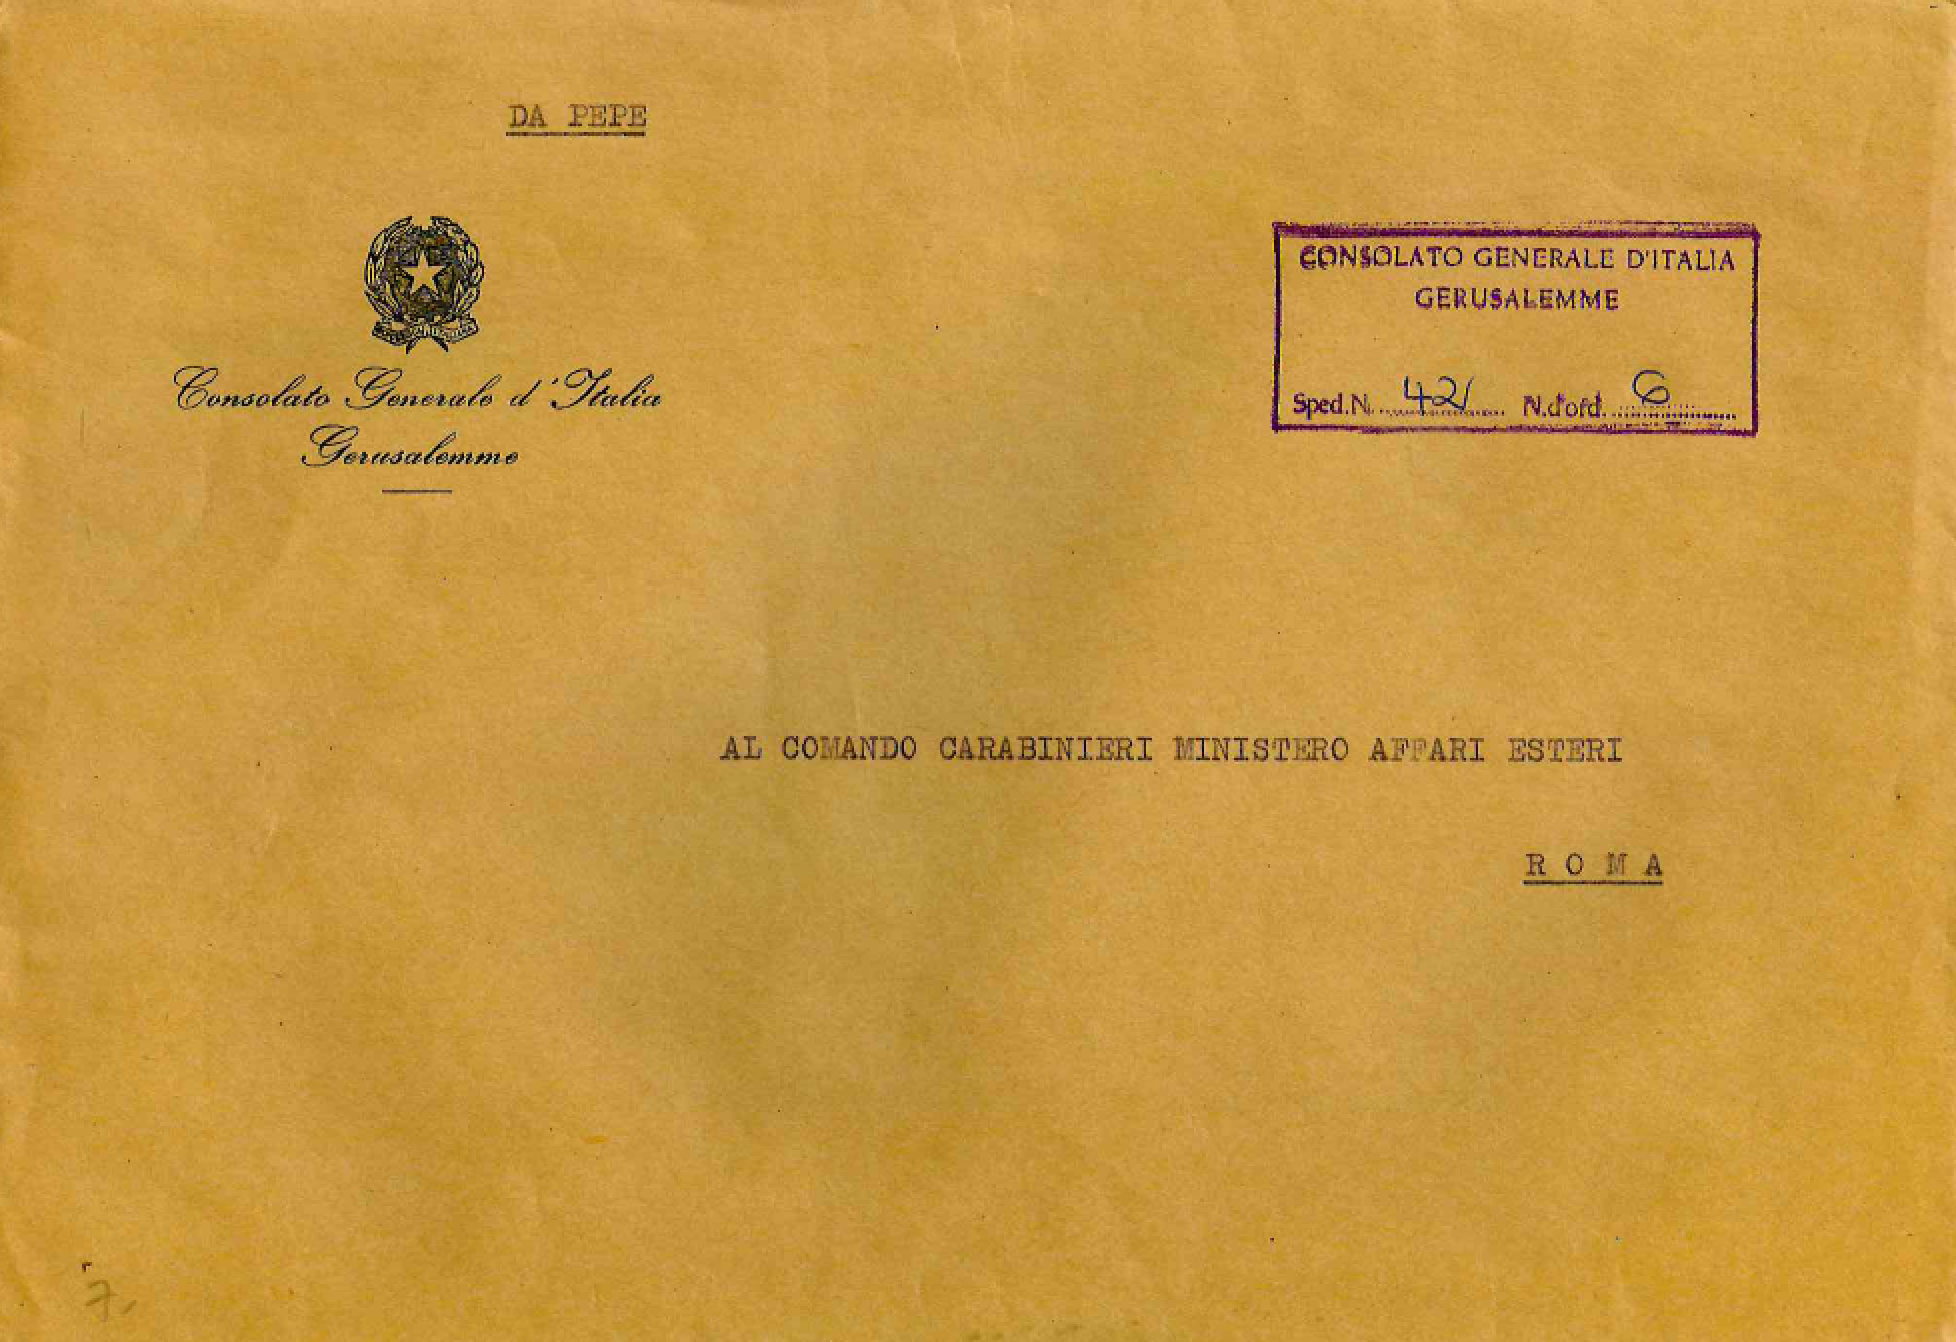 DA PEPE
Consolato Generale d'Italia
Gerusalemme
CONSOLATO GENERALE D'ITALIA
GERUSALEMME
Sped. N. 42 N. d'ord. 6
AL COMANDO CARABINIERI MINISTERO AFFARI ESTERI
R O M A
7.